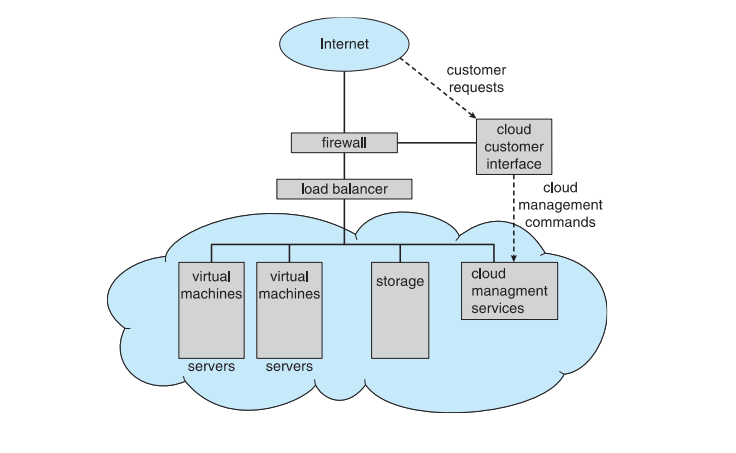 Internet
customer
requests
firewall
cloud
customer
interface
load balancer
cloud
management
commands
virtual
machines
virtual
machines
storage
cloud
managment
services
servers
servers